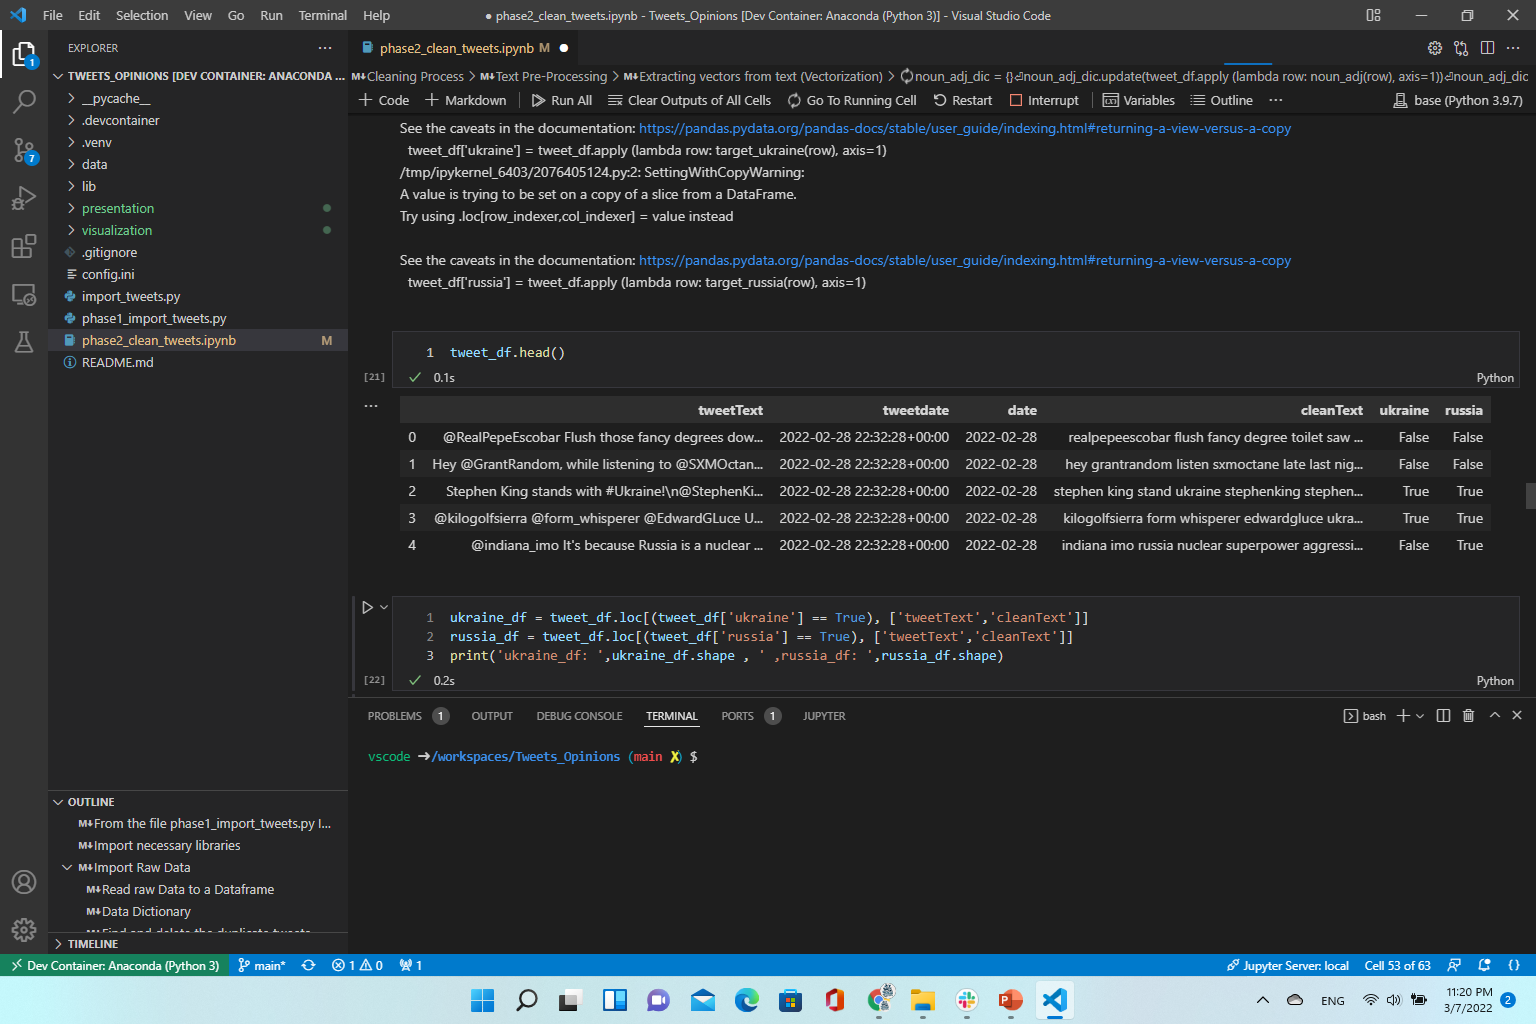 File Edit Selection View Go Run Terminal Help
● phase2_clean_tweets.ipynb - Tweets_Opinions [Dev Container: Anaconda (Python 3)] - Visual Studio Code
EXPLORER ···
1
7
TWEETS_OPINIONS [DEV CONTAINER: ANACONDA ...
__pycache__
.devcontainer
.venv
data
lib
presentation
visualization
.gitignore
config.ini
import_tweets.py
phase1_import_tweets.py
phase2_clean_tweets.ipynb M
README.md
OUTLINE
From the file phase1_import_tweets.py I...
Import necessary libraries
Import Raw Data
Read raw Data to a Dataframe
Data Dictionary
Find and delete the duplicate tweets
TIMELINE
phase2_clean_tweets.ipynb M ●
Cleaning Process > Text Pre-Processing > Extracting vectors from text (Vectorization) > noun_adj_dic = {}⏎noun_adj_dic.update(tweet_df.apply (lambda row: noun_adj(row), axis=1))⏎noun_adj_dic
+ Code + Markdown Run All Clear Outputs of All Cells Go To Running Cell Restart Interrupt Variables Outline ··· base (Python 3.9.7)
See the caveats in the documentation: https://pandas.pydata.org/pandas-docs/stable/user_guide/indexing.html#returning-a-view-versus-a-copy
tweet_df['ukraine'] = tweet_df.apply (lambda row: target_ukraine(row), axis=1)
/tmp/ipykernel_6403/2076405124.py:2: SettingWithCopyWarning:
A value is trying to be set on a copy of a slice from a DataFrame.
Try using .loc[row_indexer,col_indexer] = value instead
See the caveats in the documentation: https://pandas.pydata.org/pandas-docs/stable/user_guide/indexing.html#returning-a-view-versus-a-copy
tweet_df['russia'] = tweet_df.apply (lambda row: target_russia(row), axis=1)
1 tweet_df.head()
[21] ✓ 0.1s Python
···
tweetText tweetdate date cleanText ukraine russia
0 @RealPepeEscobar Flush those fancy degrees dow... 2022-02-28 22:32:28+00:00 2022-02-28 realpepeescobar flush fancy degree toilet saw ... False False
1 Hey @GrantRandom, while listening to @SXMOctan... 2022-02-28 22:32:28+00:00 2022-02-28 hey grantrandom listen sxmoctane late last nig... False False
2 Stephen King stands with #Ukraine!\n@StephenKi... 2022-02-28 22:32:28+00:00 2022-02-28 stephen king stand ukraine stephenking stephen... True True
3 @kilogolfsierra @form_whisperer @EdwardGLuce U... 2022-02-28 22:32:28+00:00 2022-02-28 kilogolfsierra form whisperer edwardgluce ukra... True True
4 @indiana_imo It's because Russia is a nuclear ... 2022-02-28 22:32:28+00:00 2022-02-28 indiana imo russia nuclear superpower aggressi... False True
1 ukraine_df = tweet_df.loc[(tweet_df['ukraine'] == True), ['tweetText','cleanText']]
2 russia_df = tweet_df.loc[(tweet_df['russia'] == True), ['tweetText','cleanText']]
3 print('ukraine_df: ',ukraine_df.shape , ' ,russia_df: ',russia_df.shape)
[22] ✓ 0.2s Python
PROBLEMS 1 OUTPUT DEBUG CONSOLE TERMINAL PORTS 1 JUPYTER bash
vscode ➜/workspaces/Tweets_Opinions (main ✗) $
Dev Container: Anaconda (Python 3) main* 1 0 1 Jupyter Server: local Cell 53 of 63
ENG 11:20 PM
3/7/2022 2